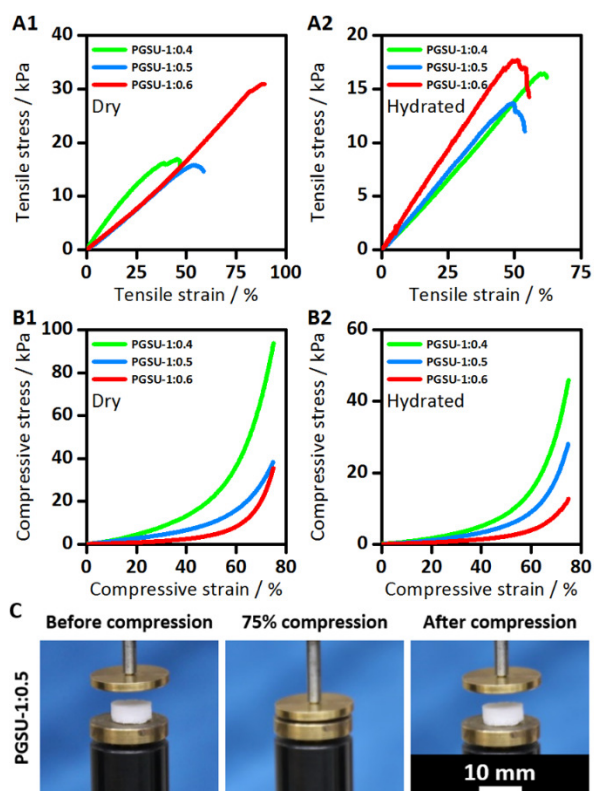 A1
PGSU-1:0.4
PGSU-1:0.5
PGSU-1:0.6
Dry
Tensile stress / kPa
40
30
20
10
0
0 25 50 75 100
Tensile strain / %
A2
PGSU-1:0.4
PGSU-1:0.5
PGSU-1:0.6
Hydrated
Tensile stress / kPa
20
15
10
5
0
0 25 50 75
Tensile strain / %
B1
PGSU-1:0.4
PGSU-1:0.5
PGSU-1:0.6
Dry
Compressive stress / kPa
100
80
60
40
20
0
0 20 40 60 80
Compressive strain / %
B2
PGSU-1:0.4
PGSU-1:0.5
PGSU-1:0.6
Hydrated
Compressive stress / kPa
60
40
20
0
0 20 40 60 80
Compressive strain / %
C
Before compression 75% compression After compression
PGSU-1:0.5
10 mm